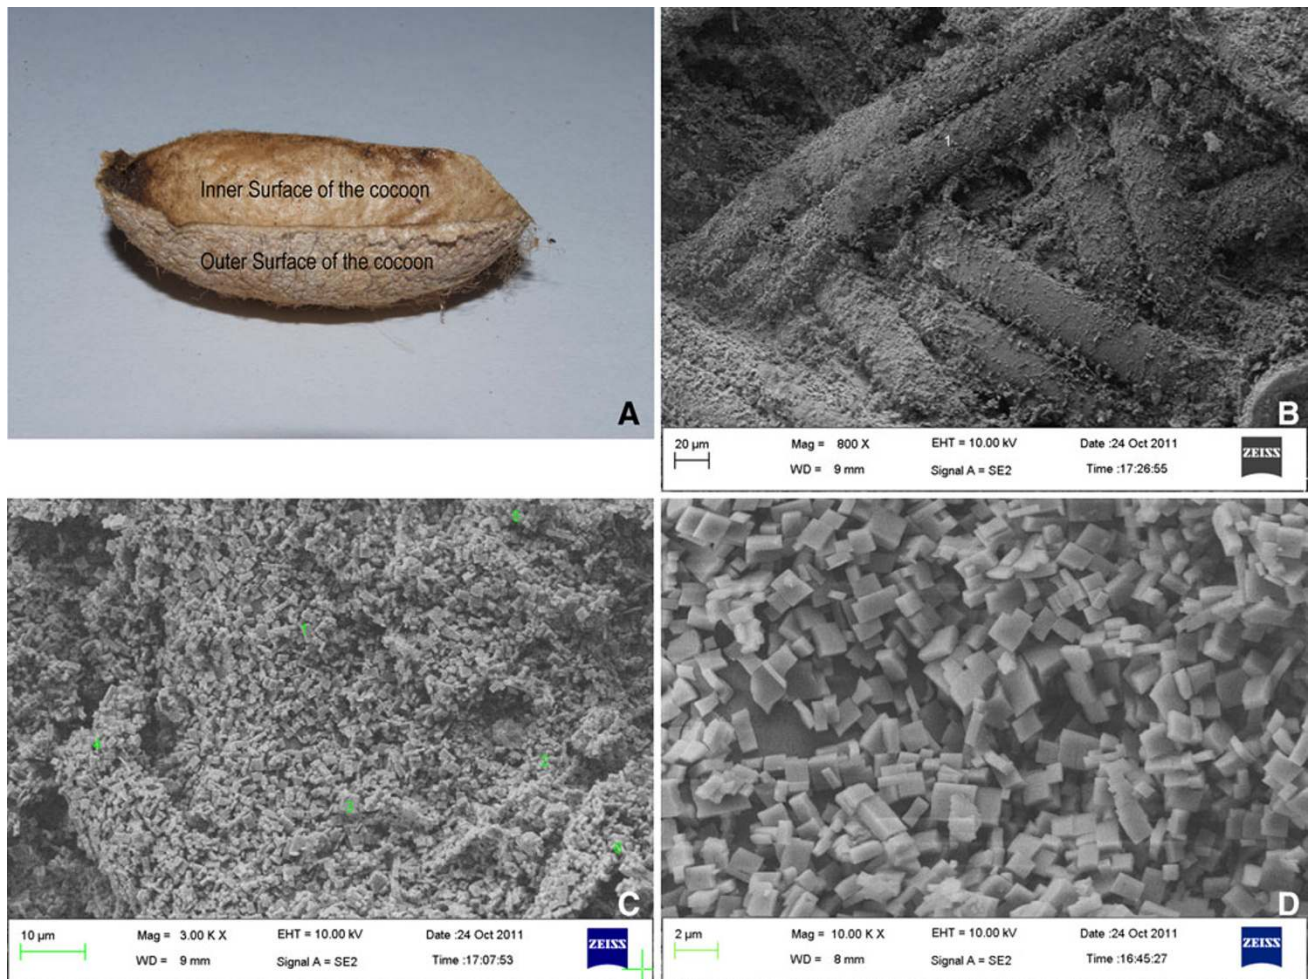 Inner Surface of the cocoon
Outer Surface of the cocoon
A
1
B
20 µm
Mag = 800 X
EHT = 10.00 kV
Date :24 Oct 2011
WD = 9 mm
Signal A = SE2
Time :17:26:55
ZEISS
1
4
C
10 µm
Mag = 3.00 K X
EHT = 10.00 kV
Date :24 Oct 2011
WD = 9 mm
Signal A = SE2
Time :17:07:53
ZEISS
D
2 µm
Mag = 10.00 K X
EHT = 10.00 kV
Date :24 Oct 2011
WD = 8 mm
Signal A = SE2
Time :16:45:27
ZEISS